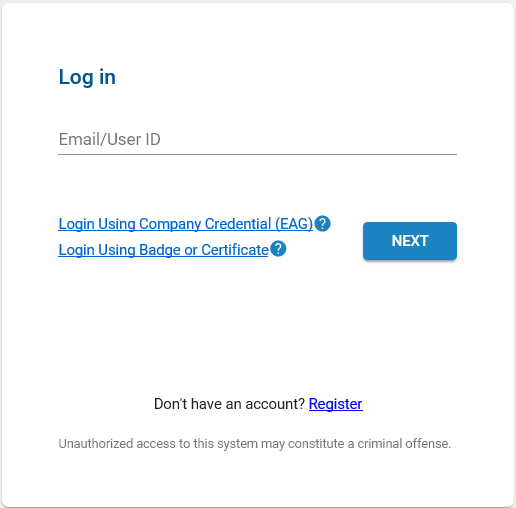 Log in
Email/User ID
Login Using Company Credential (EAG) ?
Login Using Badge or Certificate ?
NEXT
Don't have an account? Register
Unauthorized access to this system may constitute a criminal offense.